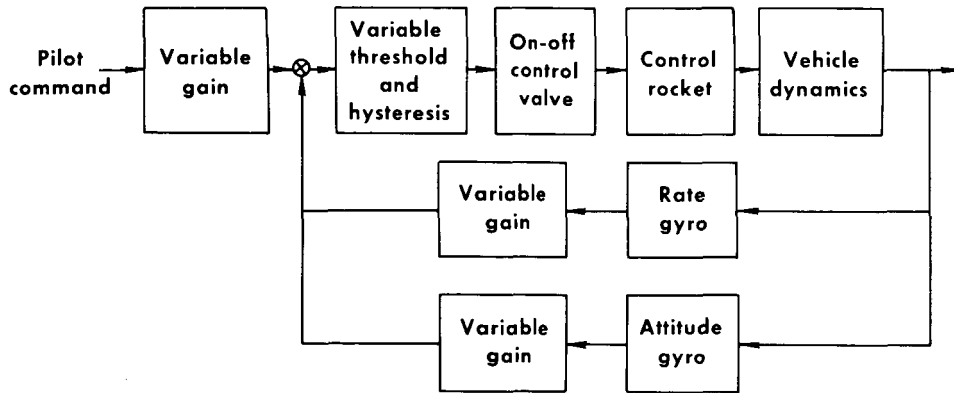 Pilot
command
Variable
gain
Variable
threshold
and
hysteresis
On-off
control
valve
Control
rocket
Vehicle
dynamics
Variable
gain
Rate
gyro
Variable
gain
Attitude
gyro